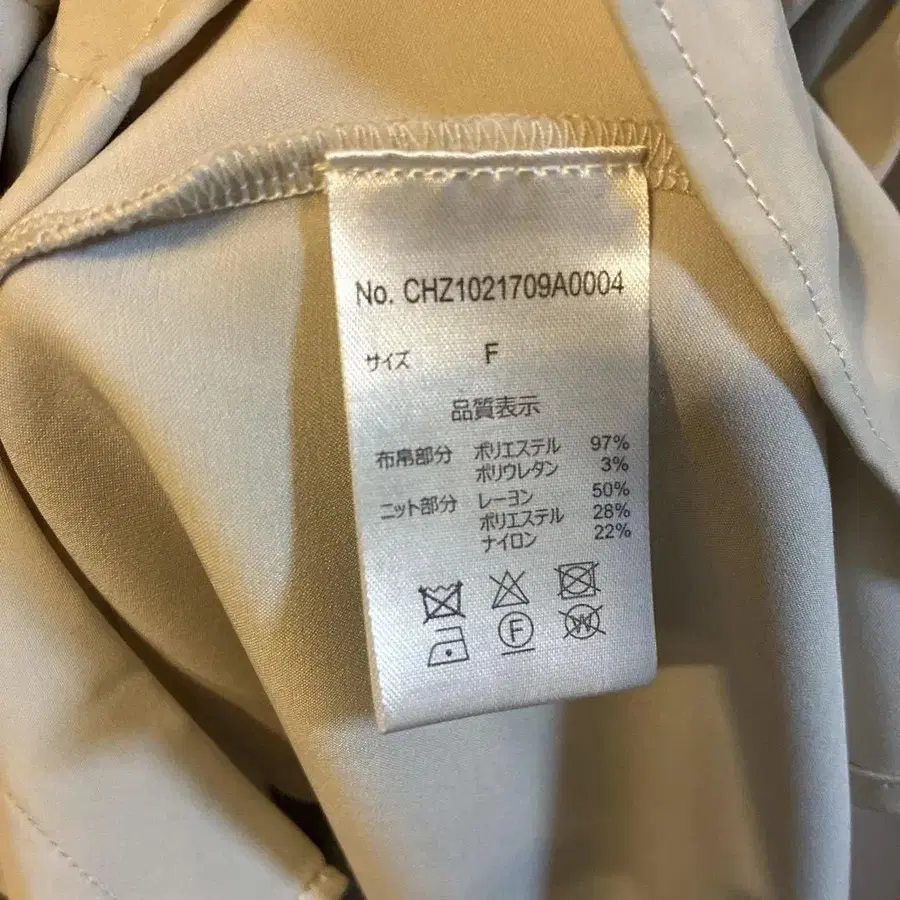 No. CHZ1021709A0004
サイズ F
品質表示
布帛部分 ポリエステル 97%
ポリウレタン 3%
ニット部分 レーヨン 50%
ポリエステル 28%
ナイロン 22%
F W